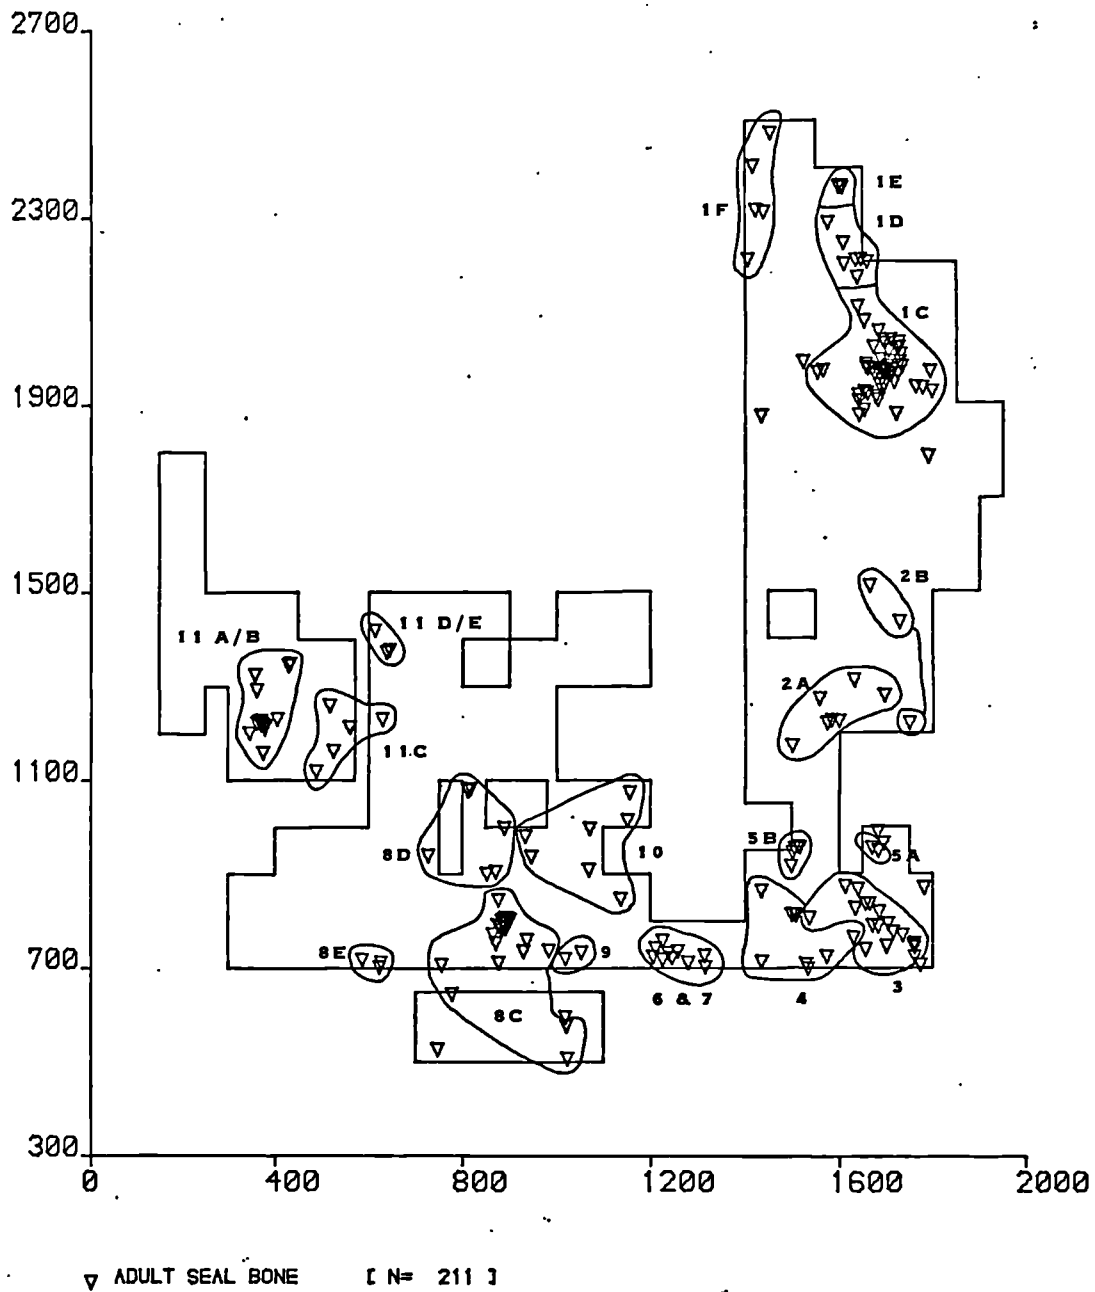 2700
2300
1900
1500
1100
700
300
0 400 800 1200 1600 2000
1E
1F
1D
1C
2B
11 D/E
11 A/B
2A
11C
5B
8D
10
5A
8E
9
6 & 7
4
3
8C
ADULT SEAL BONE [ N= 211 ]